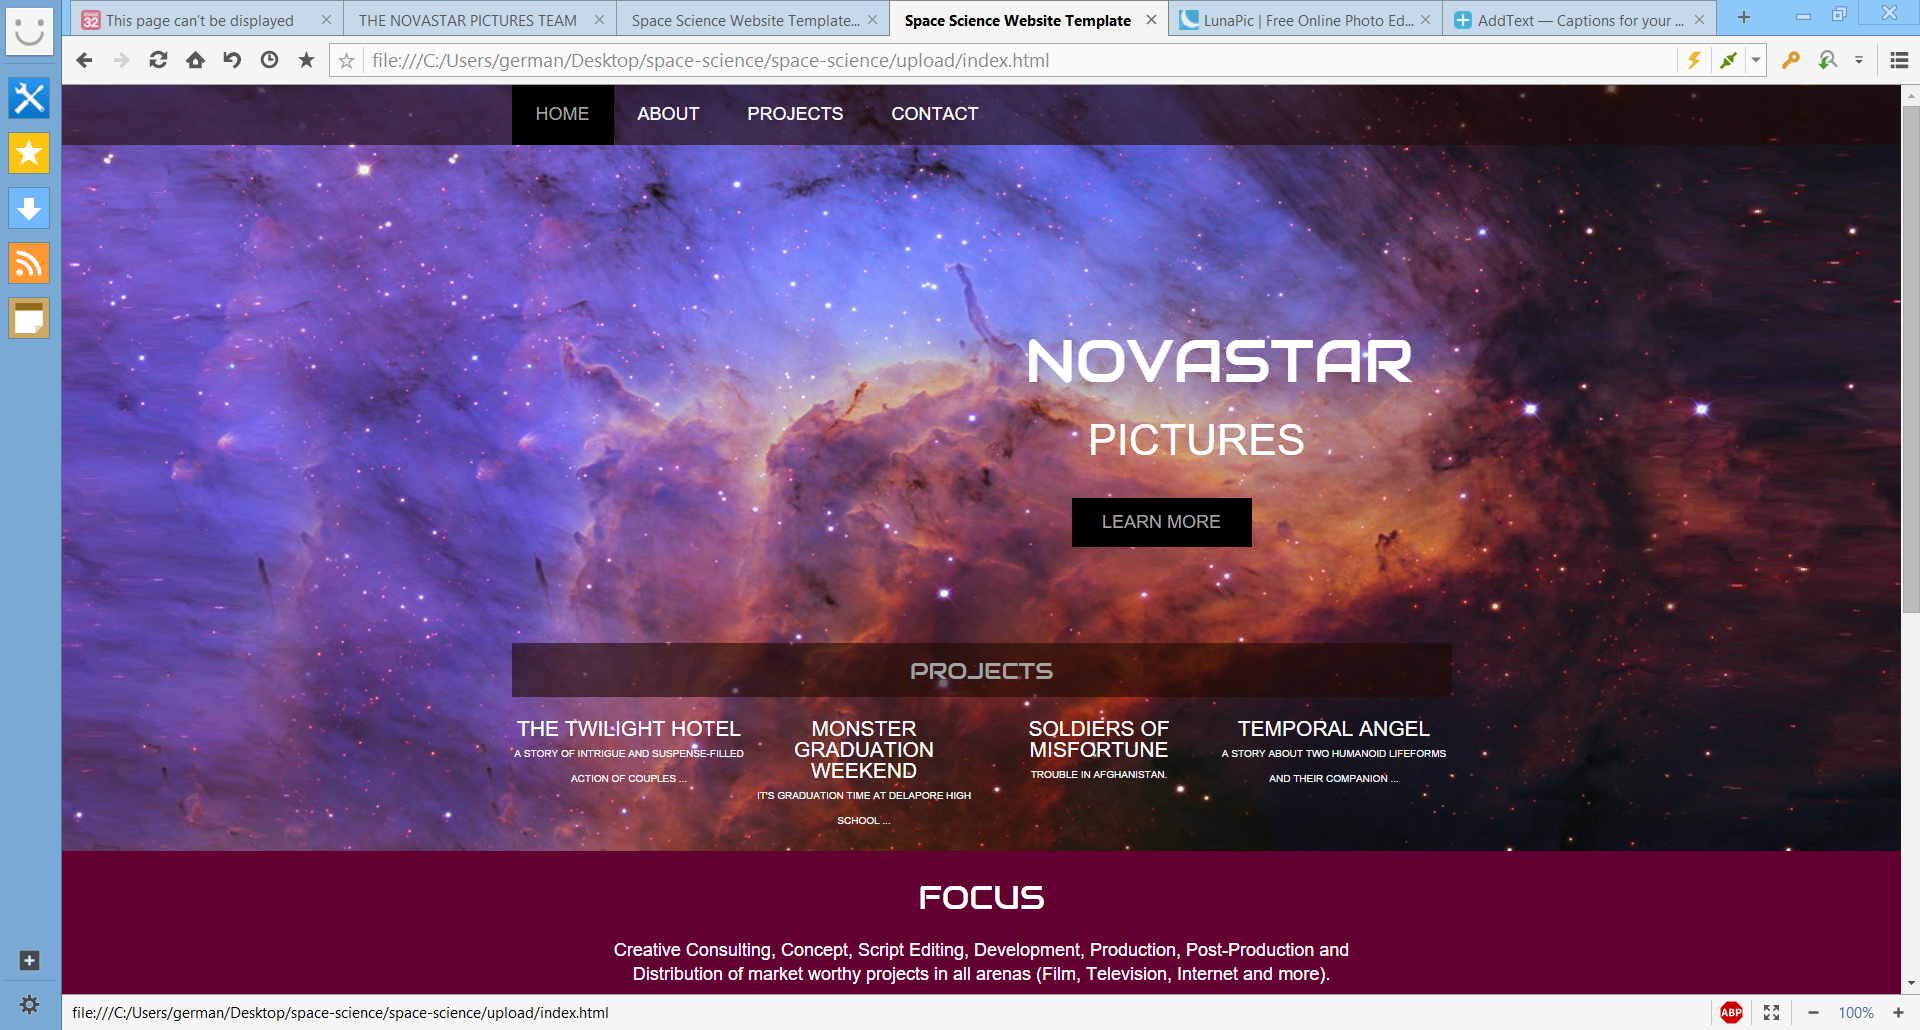 This page can't be displayed
THE NOVASTAR PICTURES TEAM
Space Science Website Template...
Space Science Website Template
LunaPic | Free Online Photo Ed...
AddText — Captions for your ...
file:///C:/Users/german/Desktop/space-science/space-science/upload/index.html
HOME
ABOUT
PROJECTS
CONTACT
NOVASTAR
PICTURES
LEARN MORE
PROJECTS
THE TWILIGHT HOTEL
A STORY OF INTRIGUE AND SUSPENSE-FILLED
ACTION OF COUPLES ...
MONSTER
GRADUATION
WEEKEND
IT'S GRADUATION TIME AT DELAPORE HIGH
SCHOOL ...
SOLDIERS OF
MISFORTUNE
TROUBLE IN AFGHANISTAN.
TEMPORAL ANGEL
A STORY ABOUT TWO HUMANOID LIFEFORMS
AND THEIR COMPANION ...
FOCUS
Creative Consulting, Concept, Script Editing, Development, Production, Post-Production and
Distribution of market worthy projects in all arenas (Film, Television, Internet and more).
file:///C:/Users/german/Desktop/space-science/space-science/upload/index.html
ABP
100%